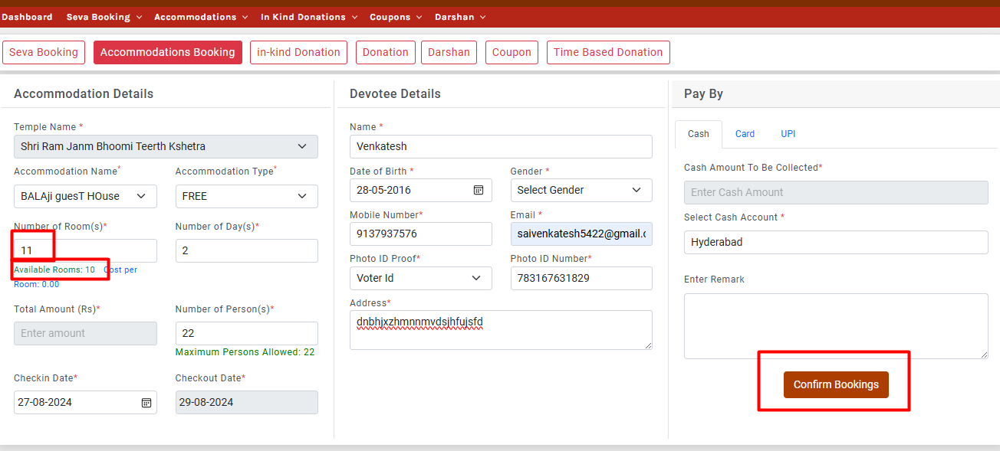 Dashboard Seva Booking Accommodations In Kind Donations Coupons Darshan
Seva Booking Accommodations Booking in-kind Donation Donation Darshan Coupon Time Based Donation
Accommodation Details
Temple Name *
Shri Ram Janm Bhoomi Teerth Kshetra
Accommodation Name* Accommodation Type*
BALAji guesT HOuse FREE
Number of Room(s)* Number of Day(s)*
11 2
Available Rooms: 10 Cost per
Room: 0.00
Total Amount (Rs)* Number of Person(s)*
Enter amount 22
Maximum Persons Allowed: 22
Checkin Date* Checkout Date*
27-08-2024 29-08-2024
Devotee Details
Name *
Venkatesh
Date of Birth * Gender *
28-05-2016 Select Gender
Mobile Number* Email *
9137937576 saivenkatesh5422@gmail.c
Photo ID Proof* Photo ID Number*
Voter Id 783167631829
Address*
dnbhjxzhmnnmvdsjhfujsfd
Pay By
Cash Card UPI
Cash Amount To Be Collected*
Enter Cash Amount
Select Cash Account *
Hyderabad
Enter Remark
Confirm Bookings